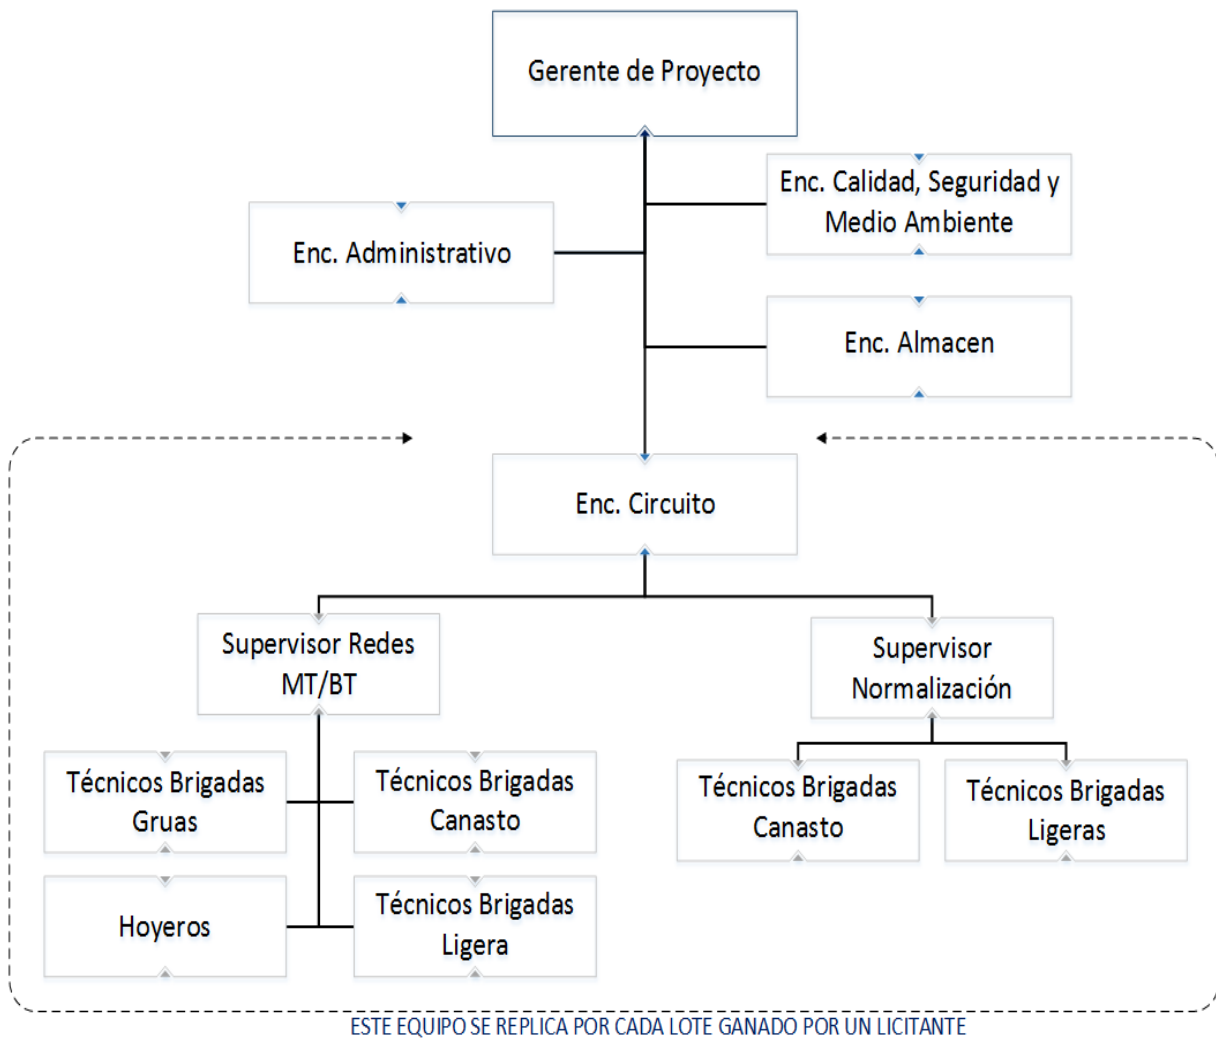 Gerente de Proyecto
Enc. Calidad, Seguridad y
Medio Ambiente
Enc. Administrativo
Enc. Almacen
Enc. Circuito
Supervisor Redes
MT/BT
Supervisor
Normalización
Técnicos Brigadas
Gruas
Técnicos Brigadas
Canasto
Técnicos Brigadas
Canasto
Técnicos Brigadas
Ligeras
Hoyeros
Técnicos Brigadas
Ligera
ESTE EQUIPO SE REPLICA POR CADA LOTE GANADO POR UN LICITANTE